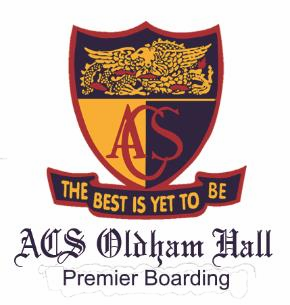 ACS
THE BEST IS YET TO BE
ACS Oldham Hall
Premier Boarding